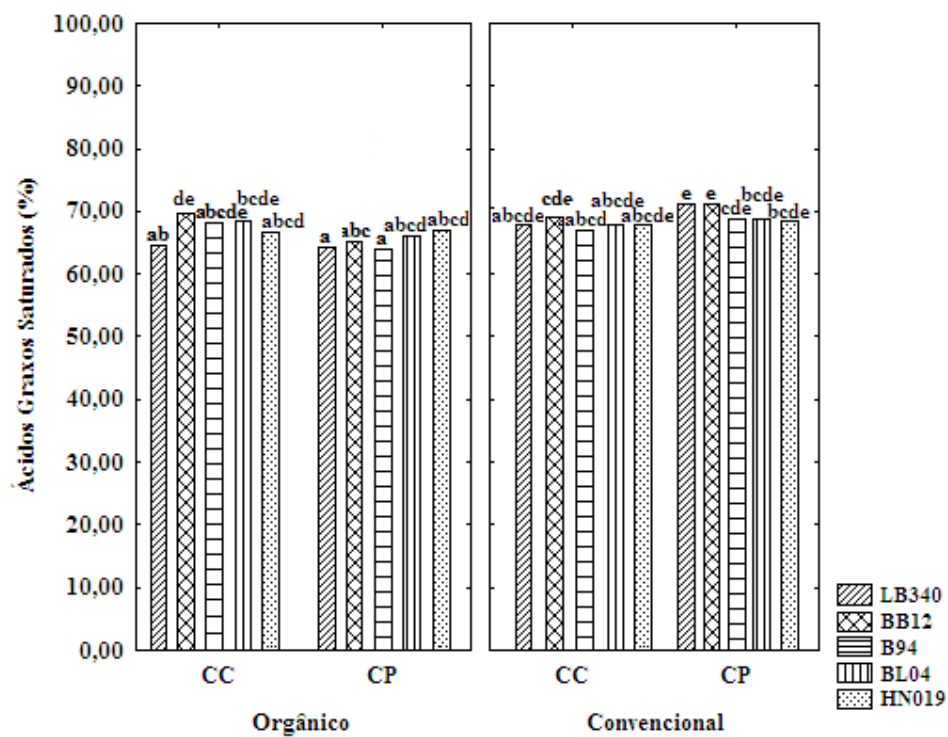 Ácidos Graxos Saturados (%)
100,00
90,00
80,00
70,00
60,00
50,00
40,00
30,00
20,00
10,00
0,00
ab
de
abcde
bcde
abcd
a
abc
a
abcd
abcd
abcde
cde
abcd
abcde
abcde
e
e
cde
bcde
bcde
CC
CP
CC
CP
Orgânico
Convencional
LB340
BB12
B94
BL04
HN019